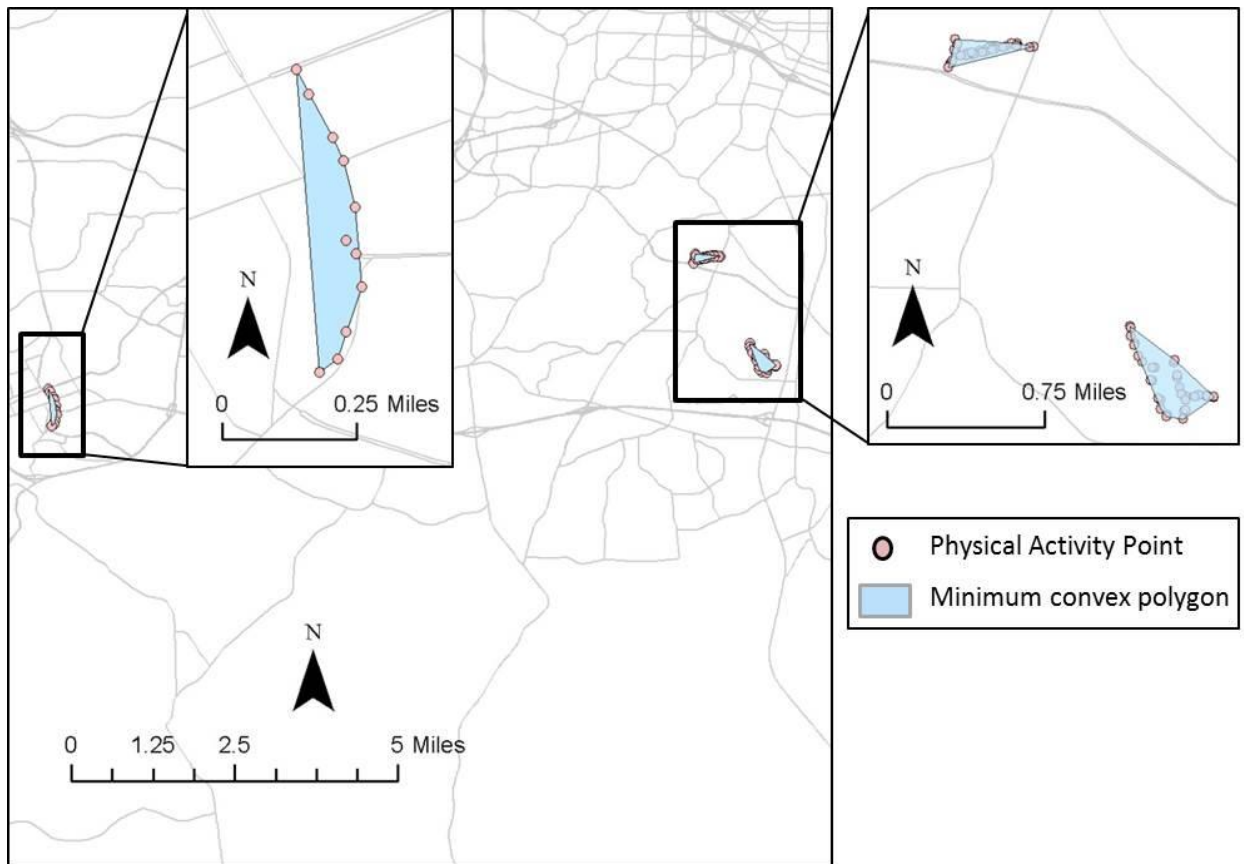 N
0 0.25 Miles
N
0 0.75 Miles
Physical Activity Point
Minimum convex polygon
N
0 1.25 2.5 5 Miles